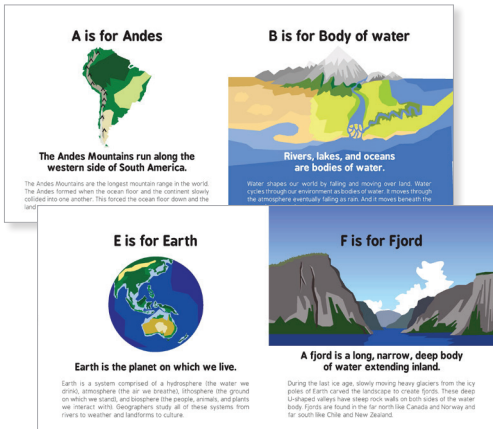 A is for Andes
The Andes Mountains run along the
western side of South America.
The Andes Mountains are the longest mountain range in the world.
The Andes formed when the ocean floor and the continent slowly
collided into one another. This forced the ocean floor down and the
land
B is for Body of water
Rivers, lakes, and oceans
are bodies of water.
Water shapes our world by falling and moving over land. Water
cycles through our environment as bodies of water. It moves through
the atmosphere eventually falling as rain. And it moves beneath the
E is for Earth
Earth is the planet on which we live.
Earth is a system comprised of a hydrosphere (the water we
drink), atmosphere (the air we breathe), lithosphere (the ground
on which we stand), and biosphere (the people, animals, and plants
we interact with). Geographers study all of these systems from
rivers to weather and landforms to culture.
F is for Fjord
A fjord is a long, narrow, deep body
of water extending inland.
During the last ice age, slowly moving heavy glaciers from the icy
poles of Earth carved the landscape to create fjords. These deep
U-shaped valleys have steep rock walls on both sides of the water
body. Fjords are found in the far north like Canada and Norway and
far south like Chile and New Zealand.